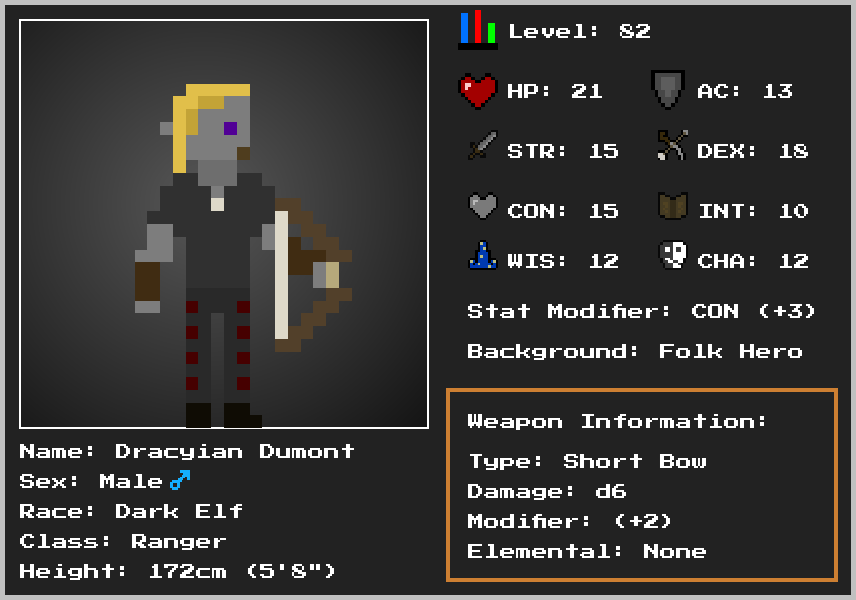 Level: 82
HP: 21 AC: 13
STR: 15 DEX: 18
CON: 15 INT: 10
WIS: 12 CHA: 12
Stat Modifier: CON (+3)
Background: Folk Hero
Weapon Information:
Type: Short Bow
Damage: d6
Modifier: (+2)
Elemental: None
Name: Dracyian Dumont
Sex: Male♂
Race: Dark Elf
Class: Ranger
Height: 172cm (5'8")